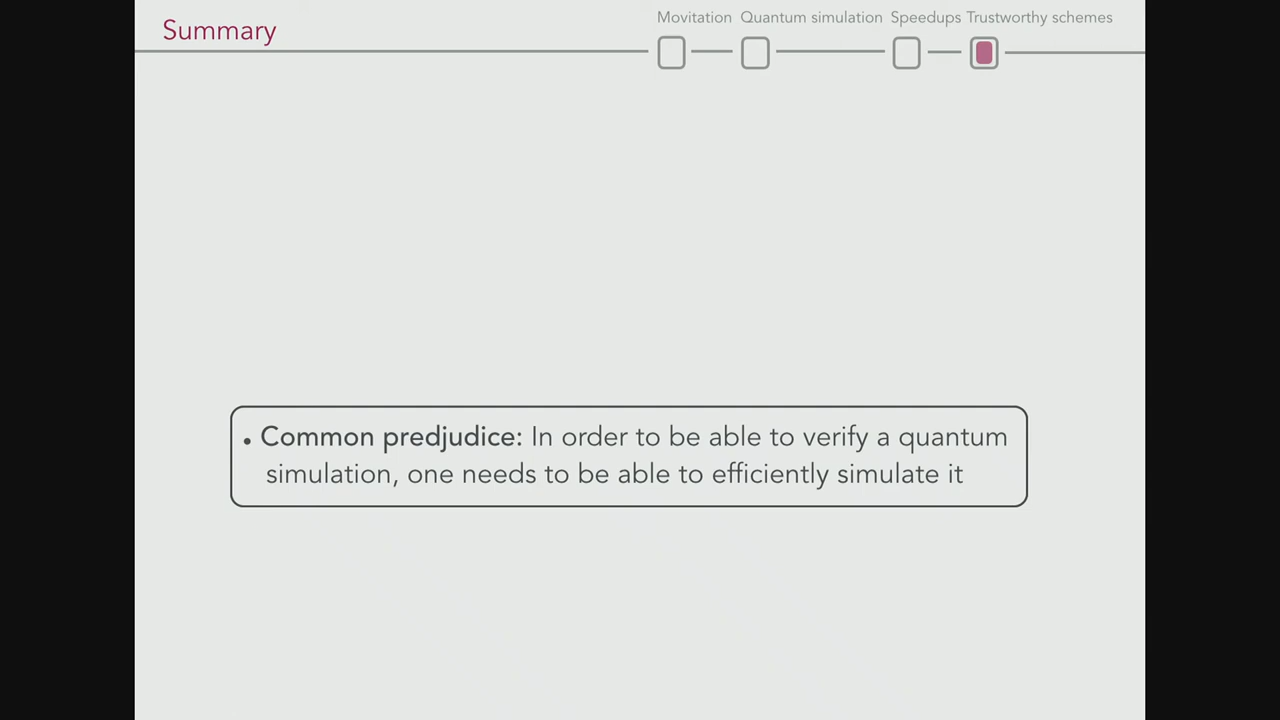 Summary
Movitation Quantum simulation Speedups Trustworthy schemes
• Common predjudice: In order to be able to verify a quantum
simulation, one needs to be able to efficiently simulate it